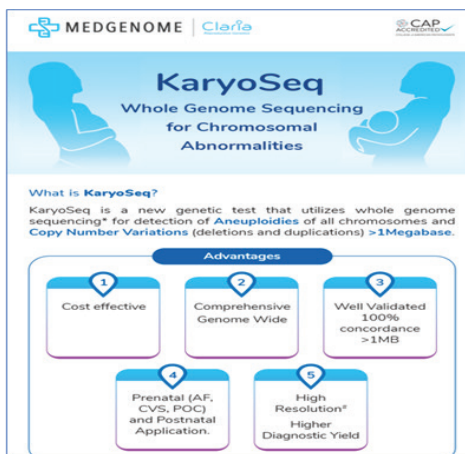 MEDGENOME Claria
CAP
ACCREDITED
KaryoSeq
Whole Genome Sequencing
for Chromosomal
Abnormalities
What is KaryoSeq?
KaryoSeq is a new genetic test that utilizes whole genome
sequencing* for detection of Aneuploidies of all chromosomes and
Copy Number Variations (deletions and duplications) >1Megabase.
Advantages
1
Cost effective
2
Comprehensive
Genome Wide
3
Well Validated
100%
concordance
>1MB
4
Prenatal (AF,
CVS, POC)
and Postnatal
Application.
5
High
Resolution#
Higher
Diagnostic Yield